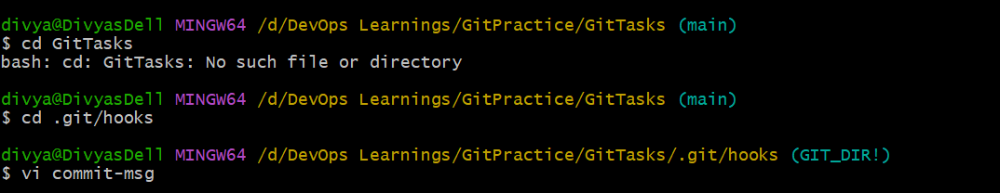 divya@DivyasDell MINGW64 /d/DevOps Learnings/GitPractice/GitTasks (main)
$ cd GitTasks
bash: cd: GitTasks: No such file or directory
divya@DivyasDell MINGW64 /d/DevOps Learnings/GitPractice/GitTasks (main)
$ cd .git/hooks
divya@DivyasDell MINGW64 /d/DevOps Learnings/GitPractice/GitTasks/.git/hooks (GIT_DIR!)
$ vi commit-msg